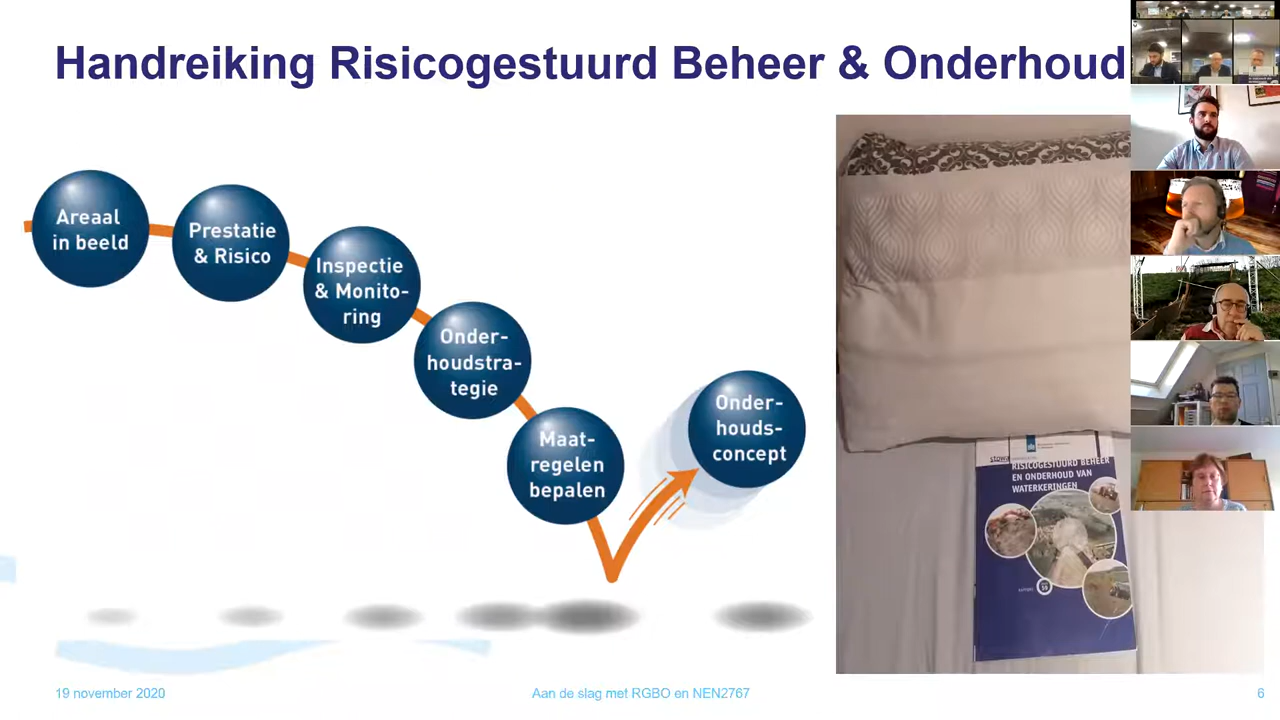 Handreiking Risicogestuurd Beheer & Onderhoud
Areaal
in beeld
Prestatie
& Risico
Inspectie
& Monito-
ring
Onder-
houdstra-
tegie
Maat-
regelen
bepalen
Onder-
houds-
concept
stowa
RISICOGESTUURD BEHEER
EN ONDERHOUD VAN
WATERKERINGEN
19 november 2020
Aan de slag met RGBO en NEN2767
6